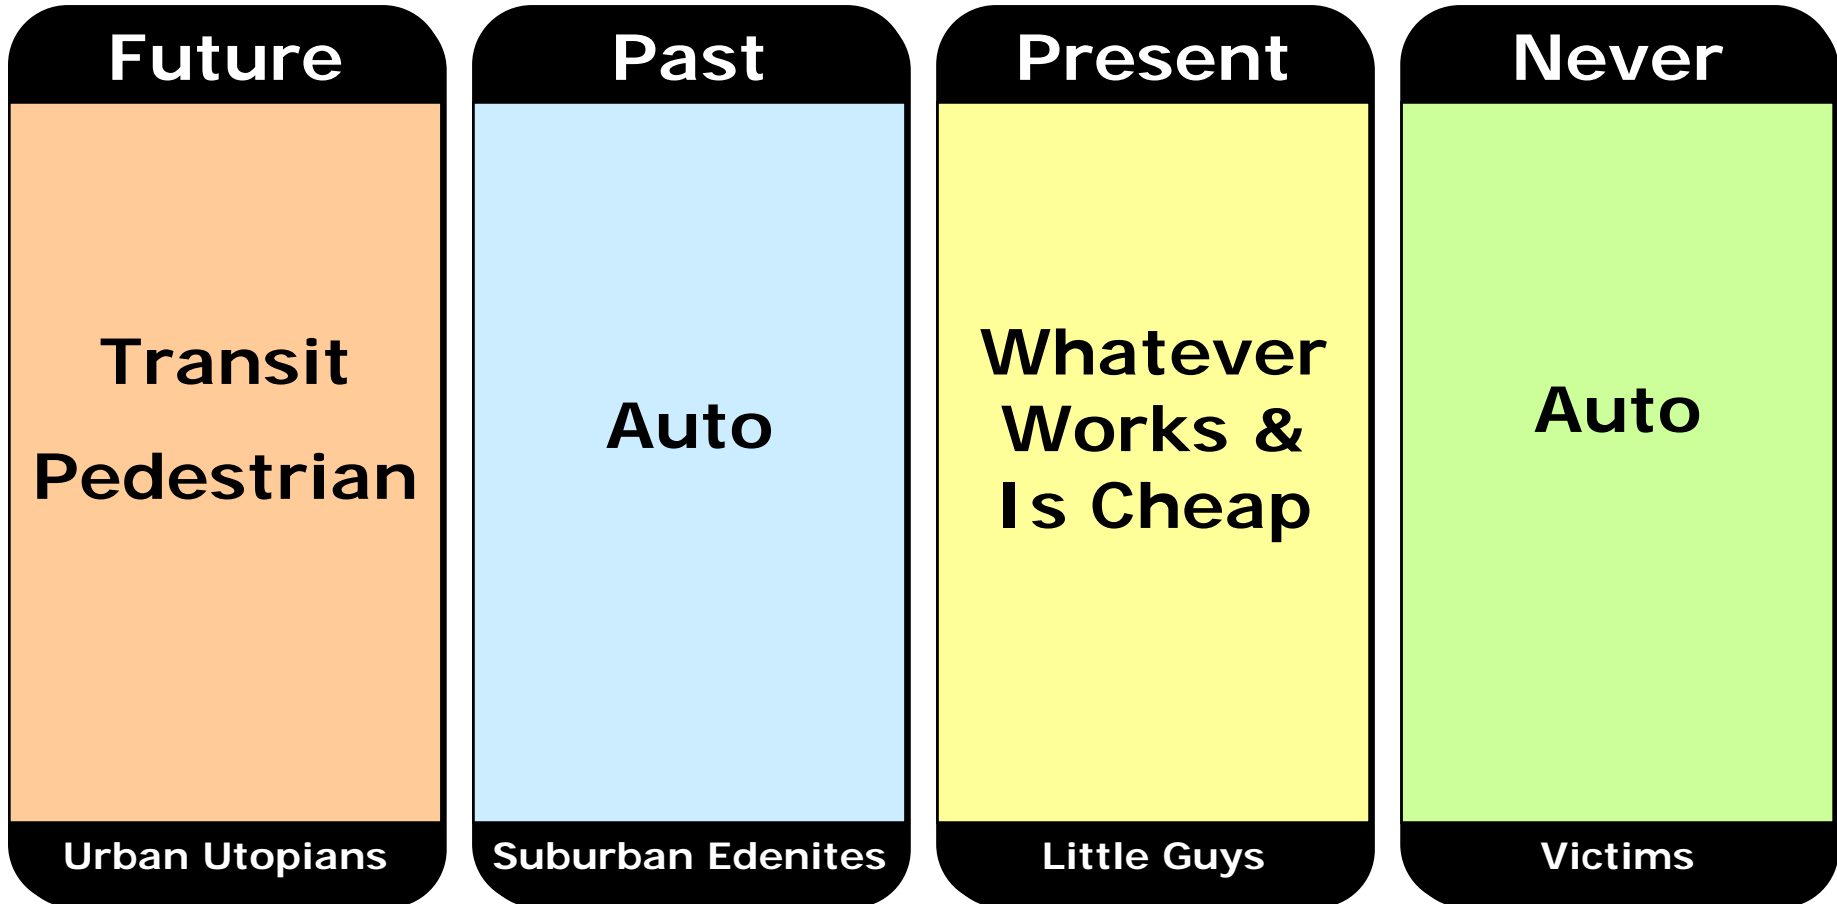 Future
Transit
Pedestrian
Urban Utopians
Past
Auto
Suburban Edenites
Present
Whatever
Works &
Is Cheap
Little Guys
Never
Auto
Victims